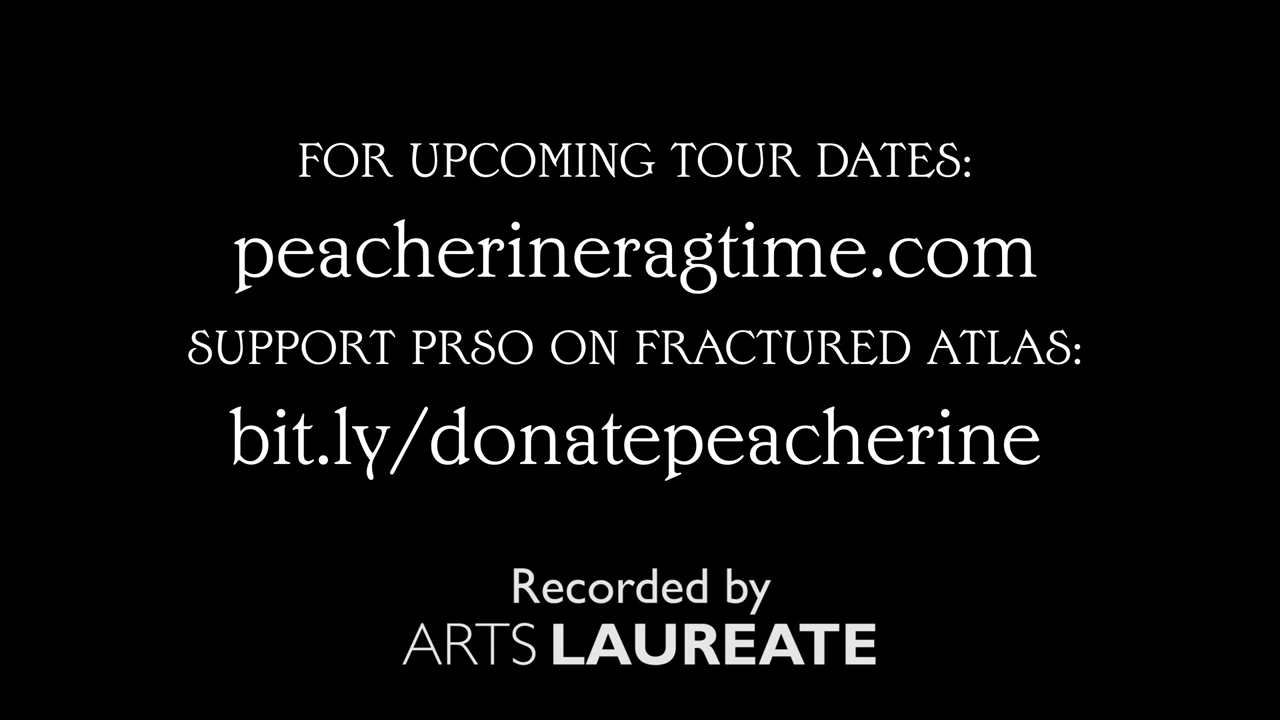 FOR UPCOMING TOUR DATES:
peacherineragtime.com
SUPPORT PRSO ON FRACTURED ATLAS:
bit.ly/donatepeacherine
Recorded by
ARTS LAUREATE